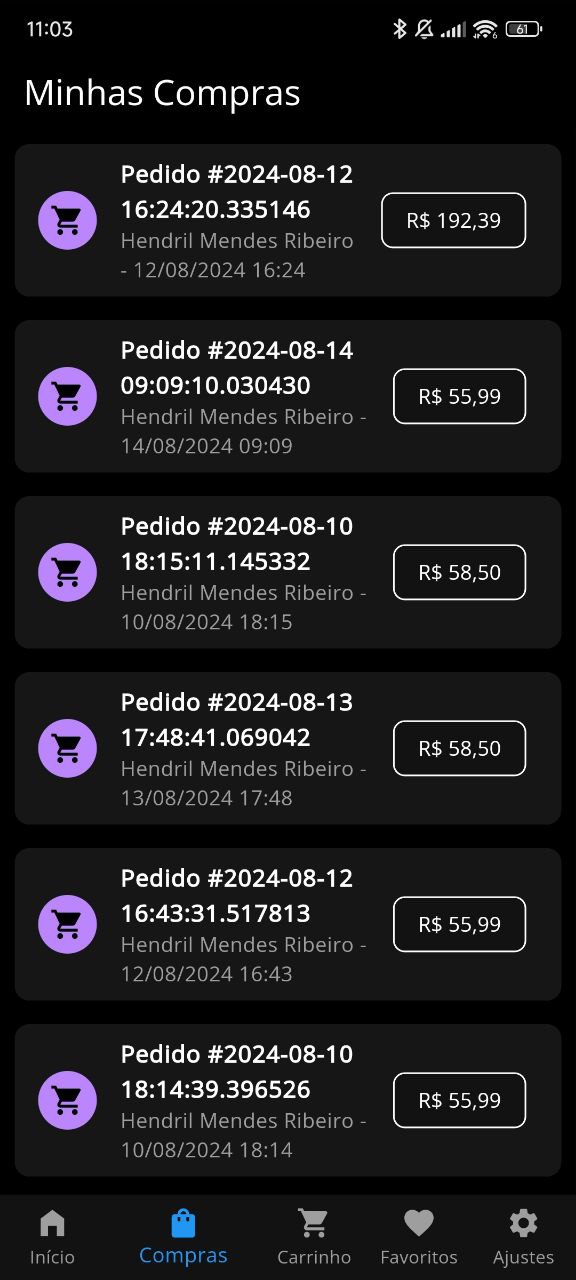 11:03
6
61
Minhas Compras
Pedido #2024-08-12
16:24:20.335146
Hendril Mendes Ribeiro
- 12/08/2024 16:24
R$ 192,39
Pedido #2024-08-14
09:09:10.030430
Hendril Mendes Ribeiro -
14/08/2024 09:09
R$ 55,99
Pedido #2024-08-10
18:15:11.145332
Hendril Mendes Ribeiro -
10/08/2024 18:15
R$ 58,50
Pedido #2024-08-13
17:48:41.069042
Hendril Mendes Ribeiro -
13/08/2024 17:48
R$ 58,50
Pedido #2024-08-12
16:43:31.517813
Hendril Mendes Ribeiro -
12/08/2024 16:43
R$ 55,99
Pedido #2024-08-10
18:14:39.396526
Hendril Mendes Ribeiro -
10/08/2024 18:14
R$ 55,99
Início
Compras
Carrinho
Favoritos
Ajustes